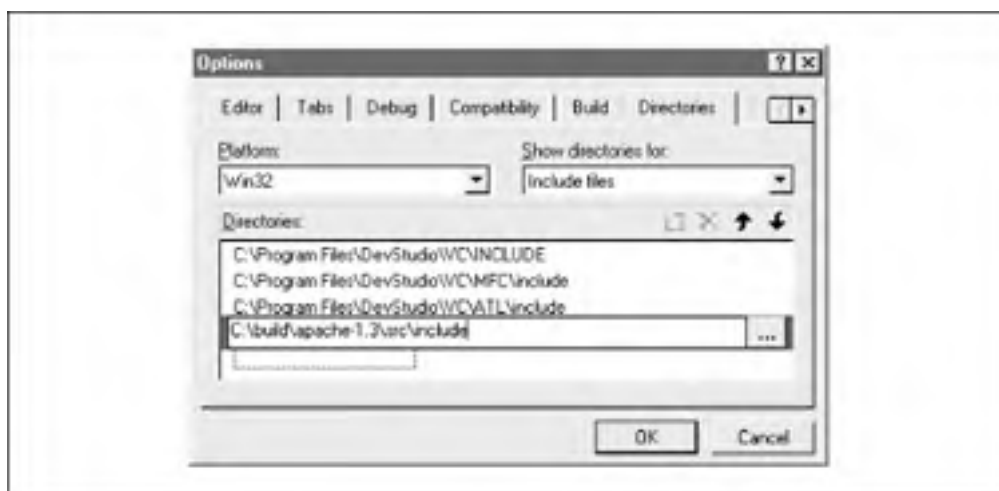 Options
Editor Tabs Debug Compatibility Build Directories
Platform: Show directories for:
Win32 Include files
Directories:
C:\Program Files\DevStudio\VC\INCLUDE
C:\Program Files\DevStudio\VC\MFC\include
C:\Program Files\DevStudio\VC\ATL\include
C:\build\apache-1.3\src\include ...
OK Cancel